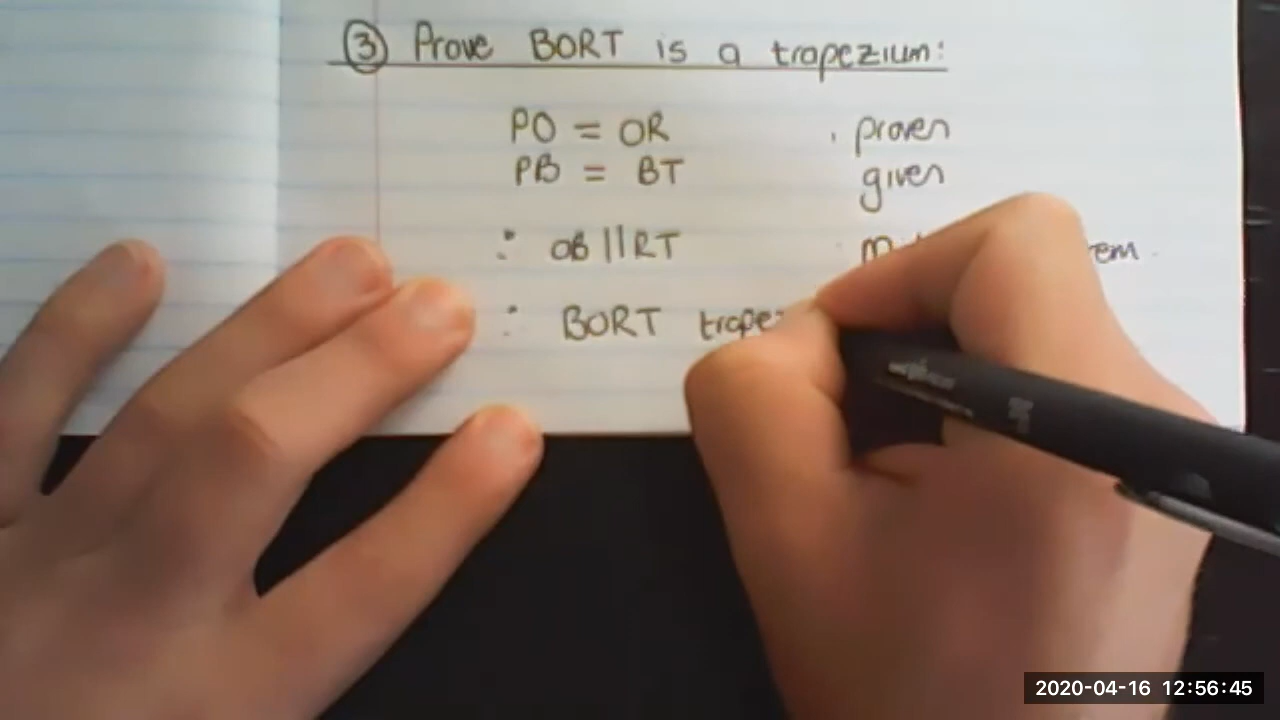 ③ Prove BORT is a trapezium:
PO = OR proven
PB = BT given
∴ OB || RT
∴ BORT
2020-04-16 12:56:45